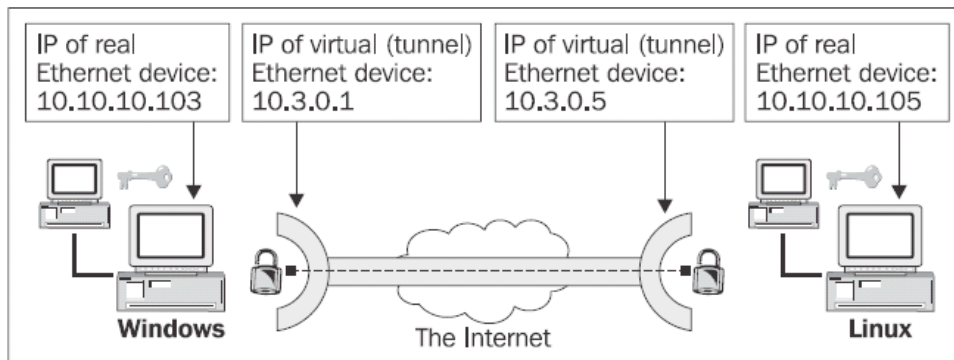 IP of real
Ethernet device:
10.10.10.103
IP of virtual (tunnel)
Ethernet device:
10.3.0.1
IP of virtual (tunnel)
Ethernet device:
10.3.0.5
IP of real
Ethernet device:
10.10.10.105
Windows
The Internet
Linux